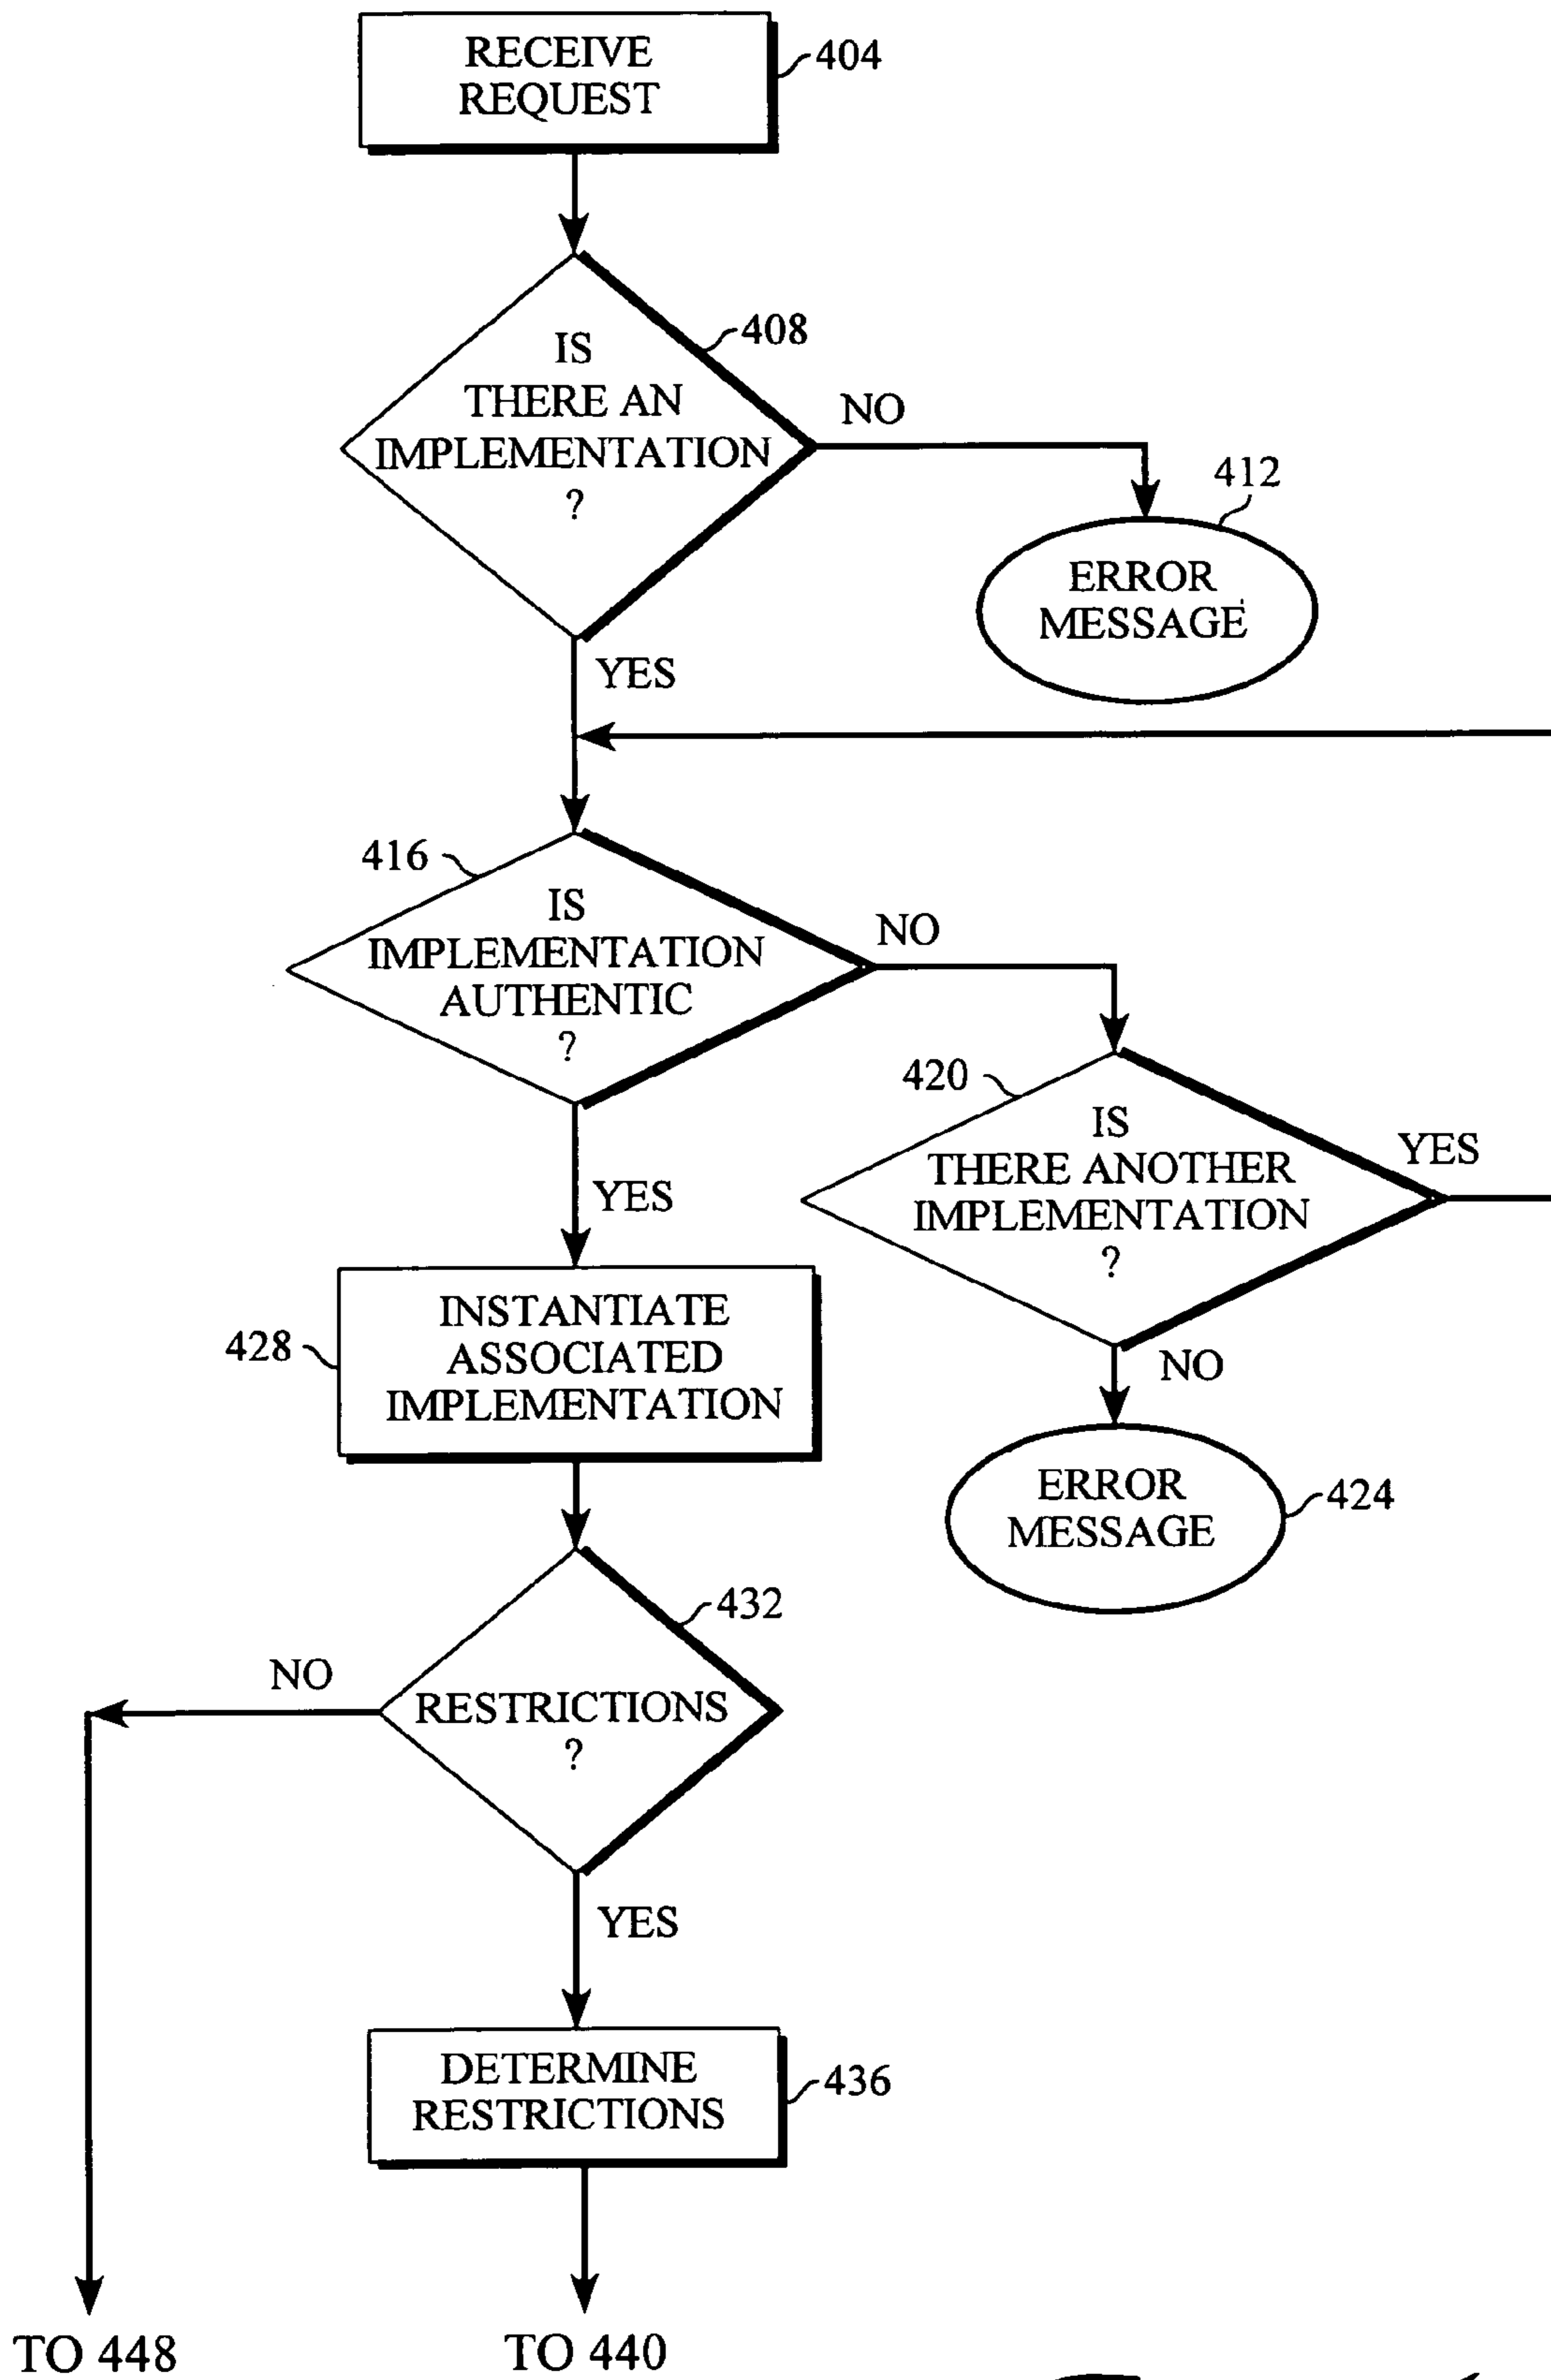 RECEIVE
REQUEST
404
IS
THERE AN
IMPLEMENTATION
?
408
NO
412
ERROR
MESSAGE
YES
416
IS
IMPLEMENTATION
AUTHENTIC
?
NO
420
IS
THERE ANOTHER
IMPLEMENTATION
?
YES
YES
NO
428
INSTANTIATE
ASSOCIATED
IMPLEMENTATION
ERROR
MESSAGE
424
432
NO
RESTRICTIONS
?
YES
DETERMINE
RESTRICTIONS
436
TO 448
TO 440